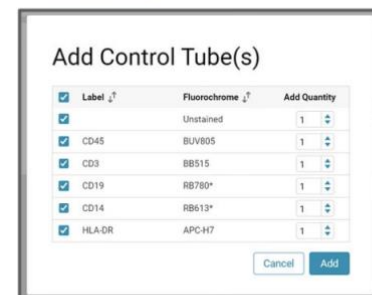 Add Control Tube(s)
Label Fluorochrome Add Quantity
Unstained 1
CD45 BUV805 1
CD3 BB515 1
CD19 RB780* 1
CD14 RB613* 1
HLA-DR APC-H7 1
Cancel Add